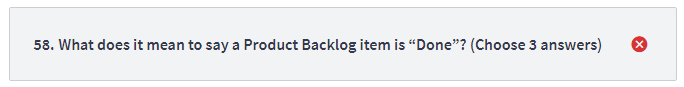 58. What does it mean to say a Product Backlog item is “Done”? (Choose 3 answers)